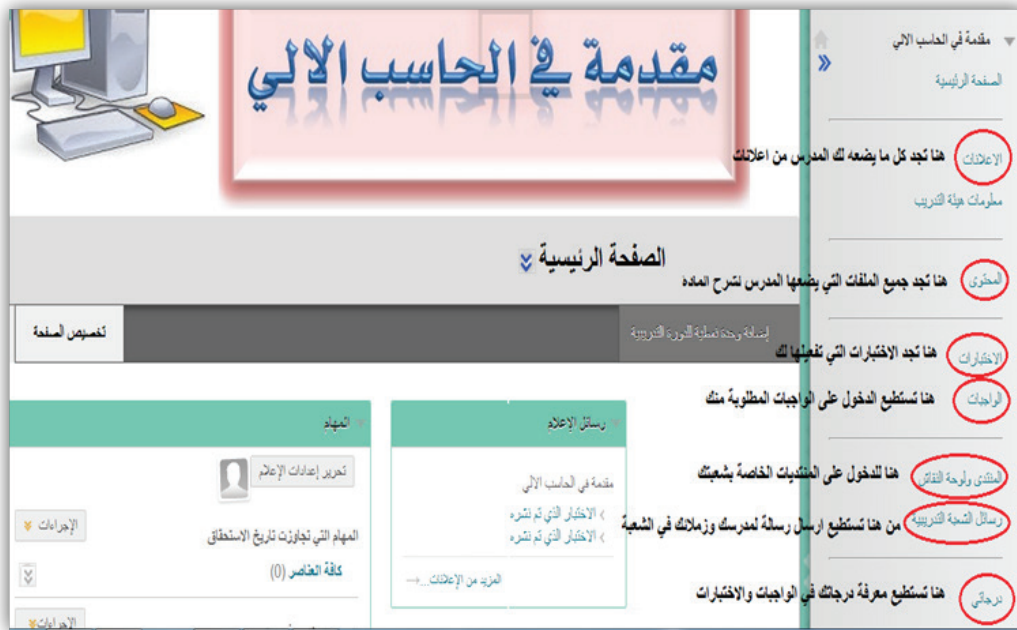 مقدمة في الحاسب الالي
مقدمة في الحاسب الالي
الصفحة الرئيسية
الإعلانات هنا تجد كل ما يضعه لك المدرس من اعلانات
معلومات هيئة التدريب
الصفحة الرئيسية
المحتوى هنا تجد جميع الملفات التي يضعها المدرس لشرح المادة
إضافة وحدة نمطية للدورة التدريبية
تخصيص الصفحة
الاختبارات هنا تجد الاختبارات التي تفعيلها لك
الواجبات هنا تستطيع الدخول على الواجبات المطلوبة منك
رسائل الإعلام
المهام
تحرير إعدادات الإعلام
المنتدى ولوحة النقاش هنا للدخول على المنتديات الخاصة بشعبتك
مقدمة في الحاسب الالي
الاختبار الذي تم نشره
رسائل الشعبة التدريبية من هنا تستطيع ارسال رسالة لمدرسك وزملائك في الشعبة
الإجراءات
المهام التي تجاوزت تاريخ الاستحقاق
الاختبار الذي تم نشره
كافة العناصر (0)
المزيد من الإعلانات...
درجاتي هنا تستطيع معرفة درجاتك في الواجبات والاختبارات
الإجراءات